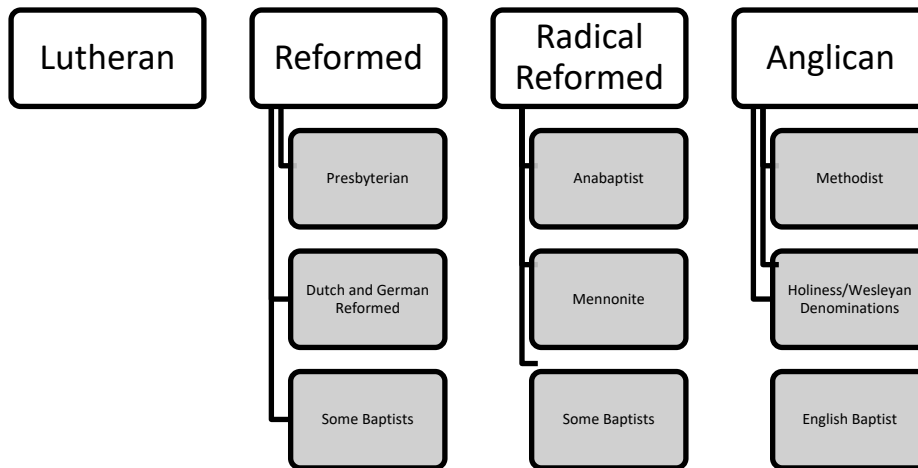 Lutheran
Reformed
Presbyterian
Dutch and German
Reformed
Some Baptists
Radical
Reformed
Anabaptist
Mennonite
Some Baptists
Anglican
Methodist
Holiness/Wesleyan
Denominations
English Baptist